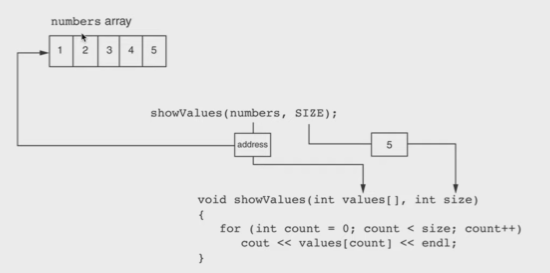 numbers array
1 2 3 4 5
showValues(numbers, SIZE);
address
5
void showValues(int values[], int size)
{
for (int count = 0; count < size; count++)
cout << values[count] << endl;
}